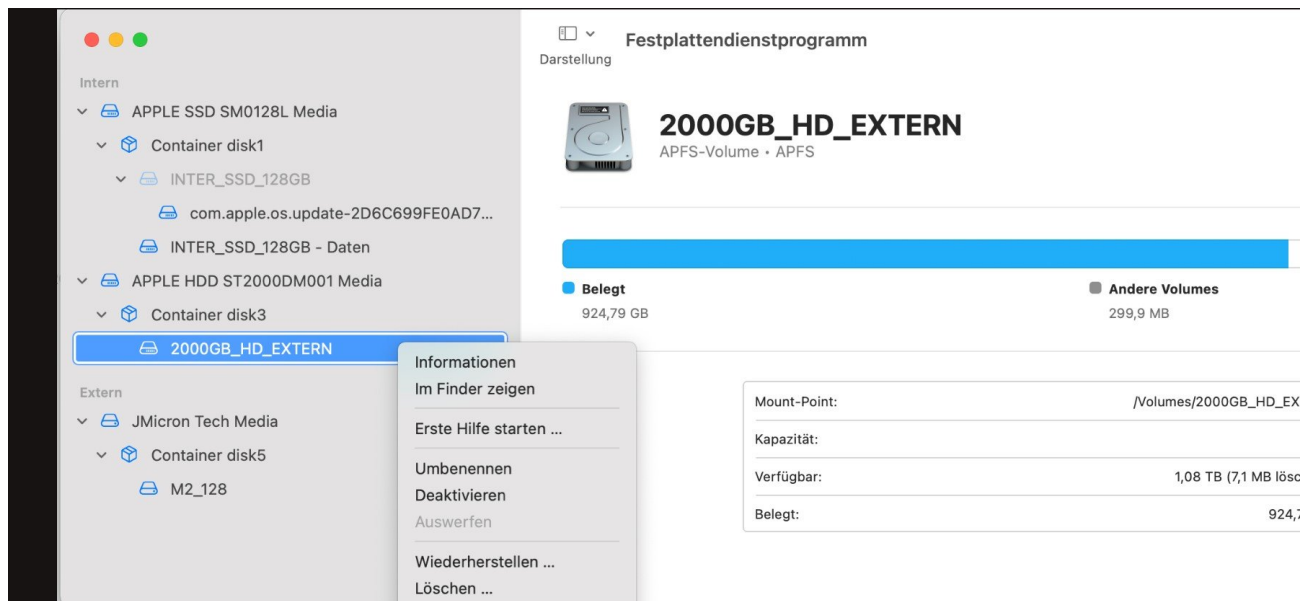 Festplattendienstprogramm
Darstellung
Intern
APPLE SSD SM0128L Media
Container disk1
INTER_SSD_128GB
com.apple.os.update-2D6C699FE0AD7...
INTER_SSD_128GB - Daten
APPLE HDD ST2000DM001 Media
Container disk3
2000GB_HD_EXTERN
Extern
JMicron Tech Media
Container disk5
M2_128
Informationen
Im Finder zeigen
Erste Hilfe starten ...
Umbenennen
Deaktivieren
Auswerfen
Wiederherstellen ...
Löschen ...
2000GB_HD_EXTERN
APFS-Volume • APFS
Belegt
924,79 GB
Andere Volumes
299,9 MB
Mount-Point: /Volumes/2000GB_HD_EX
Kapazität:
Verfügbar: 1,08 TB (7,1 MB lösc
Belegt: 924,7